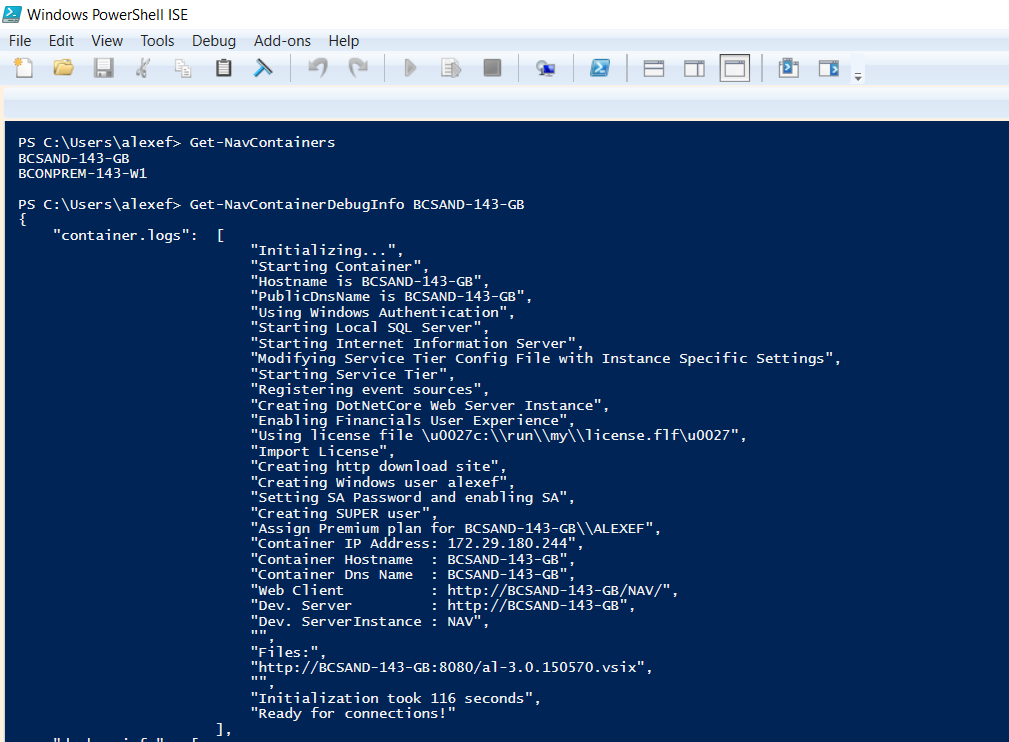 Windows PowerShell ISE
File Edit View Tools Debug Add-ons Help
PS C:\Users\alexef> Get-NavContainers
BCSAND-143-GB
BCONPREM-143-W1
PS C:\Users\alexef> Get-NavContainerDebugInfo BCSAND-143-GB
{
"container.logs": [
"Initializing...",
"Starting Container",
"Hostname is BCSAND-143-GB",
"PublicDnsName is BCSAND-143-GB",
"Using Windows Authentication",
"Starting Local SQL Server",
"Starting Internet Information Server",
"Modifying Service Tier Config File with Instance Specific Settings",
"Starting Service Tier",
"Registering event sources",
"Creating DotNetCore Web Server Instance",
"Enabling Financials User Experience",
"Using license file \u0027c:\\run\\my\\license.flf\u0027",
"Import License",
"Creating http download site",
"Creating Windows user alexef",
"Setting SA Password and enabling SA",
"Creating SUPER user",
"Assign Premium plan for BCSAND-143-GB\\ALEXEF",
"Container IP Address: 172.29.180.244",
"Container Hostname  : BCSAND-143-GB",
"Container Dns Name  : BCSAND-143-GB",
"Web Client          : http://BCSAND-143-GB/NAV/",
"Dev. Server         : http://BCSAND-143-GB",
"Dev. ServerInstance : NAV",
"",
"Files:",
"http://BCSAND-143-GB:8080/al-3.0.150570.vsix",
"",
"Initialization took 116 seconds",
"Ready for connections!"
],